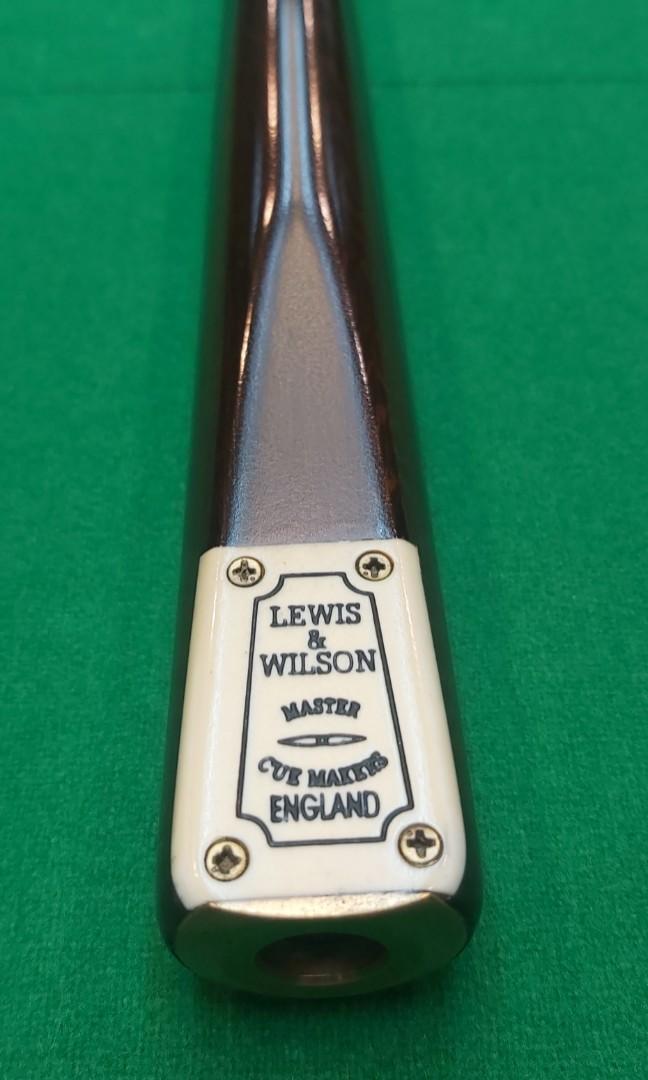 LEWIS
&
WILSON
MASTER
CUE MAKERS
ENGLAND